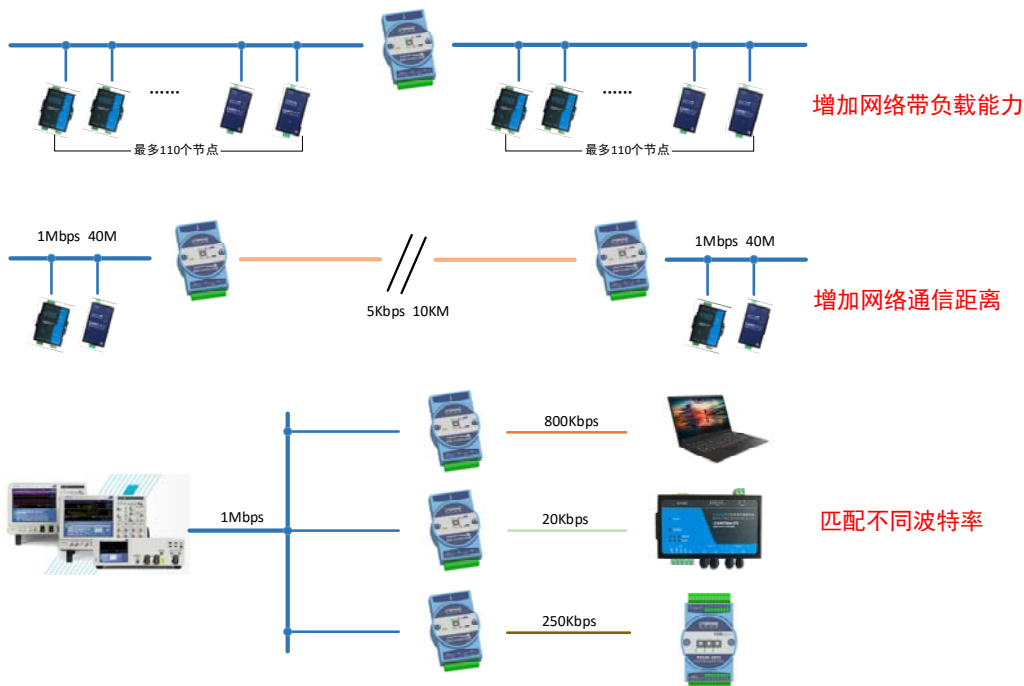 ......
......
增加网络带负载能力
最多110个节点
最多110个节点
1Mbps 40M
1Mbps 40M
5Kbps 10KM
增加网络通信距离
800Kbps
1Mbps
20Kbps
匹配不同波特率
250Kbps